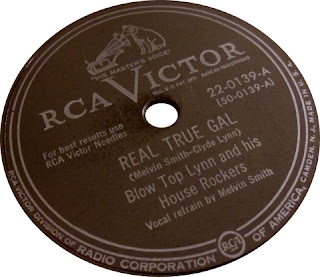 "HIS MASTER'S VOICE"
RCA VICTOR
22-0139-A
(50-0139-A)
For best results use
RCA Victor Needles
REAL TRUE GAL
(Melvin Smith-Clyde Lynn)
Blow Top Lynn and his
House Rockers
Vocal refrain by Melvin Smith
RCA VICTOR DIVISION OF RADIO CORPORATION OF AMERICA, CAMDEN, N.J. MADE IN U.S.A.
RCA